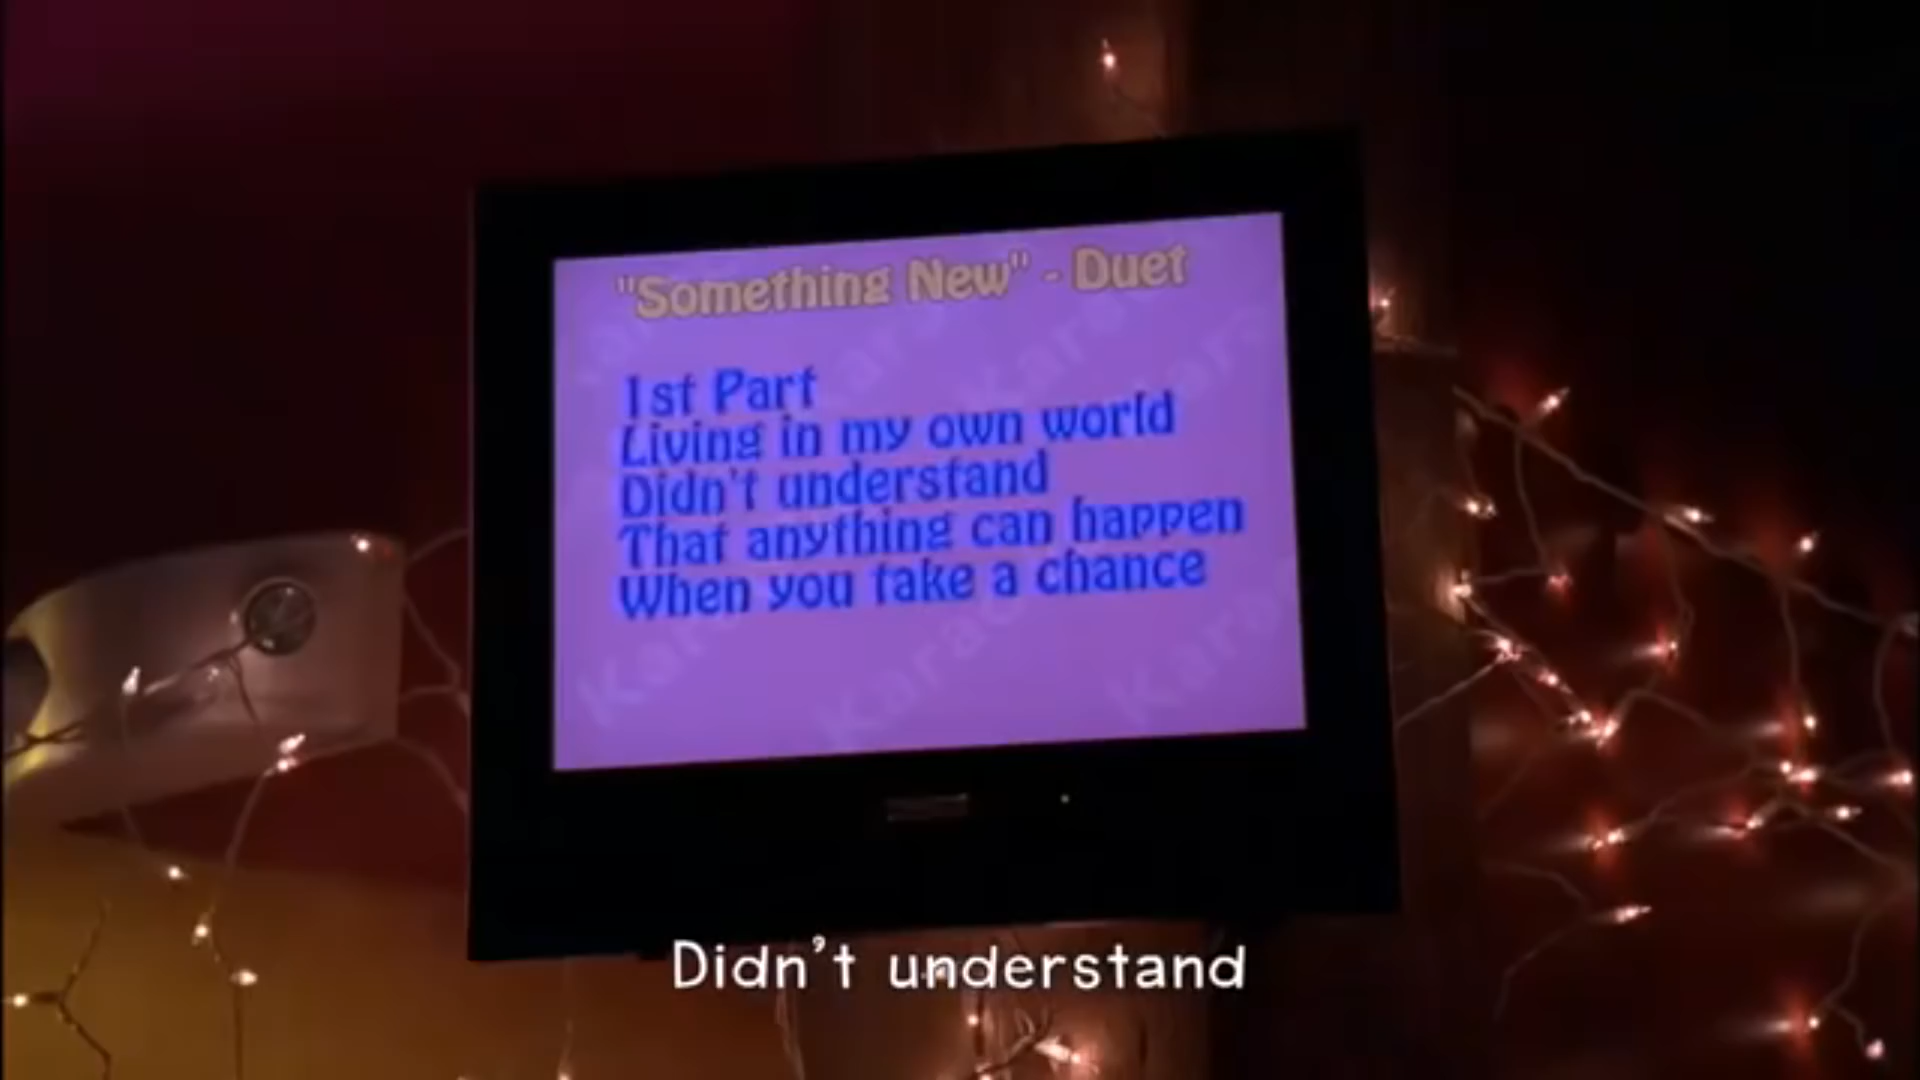 "Something New" - Duet
1st Part
Living in my own world
Didn't understand
That anything can happen
When you take a chance
Didn't understand